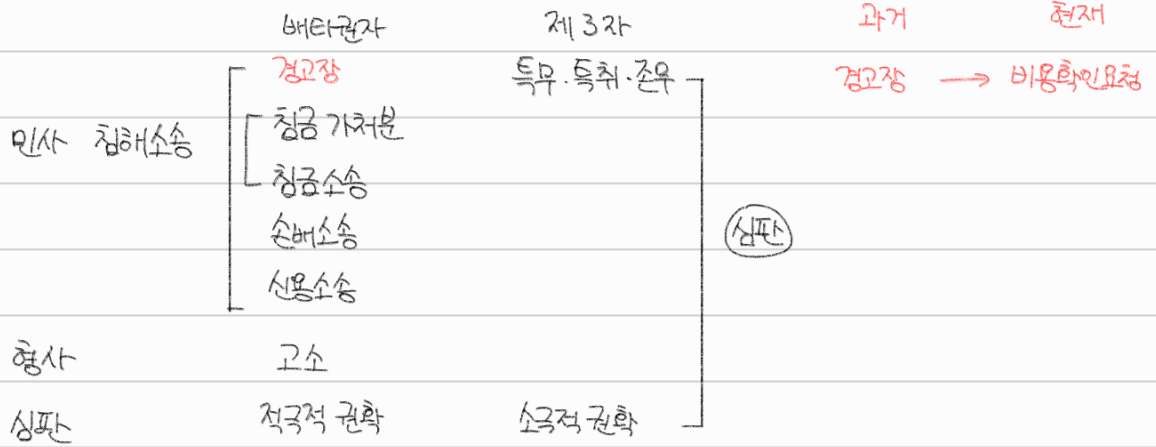 배타권자 제3자 과거 현재
경고장 특무·특취·존무 경고장 → 비용확인요청
민사 침해소송 침금 가처분
침금소송
손배소송
심판
신용소송
형사 고소
심판 적극적 권확 소극적 권확